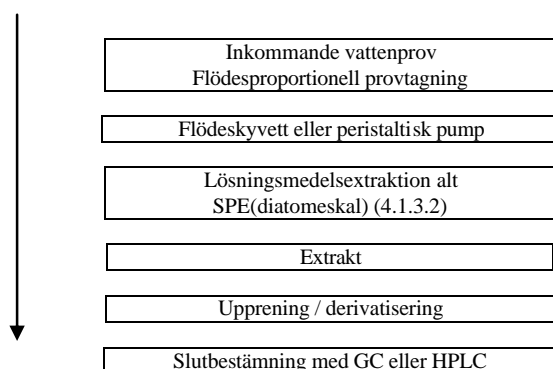 Inkommande vattenprov
Flödesproportionell provtagning
Flödeskyvett eller peristaltisk pump
Lösningsmedelsextraktion alt
SPE(diatomeskal) (4.1.3.2)
Extrakt
Upprening / derivatisering
Slutbestämning med GC eller HPLC